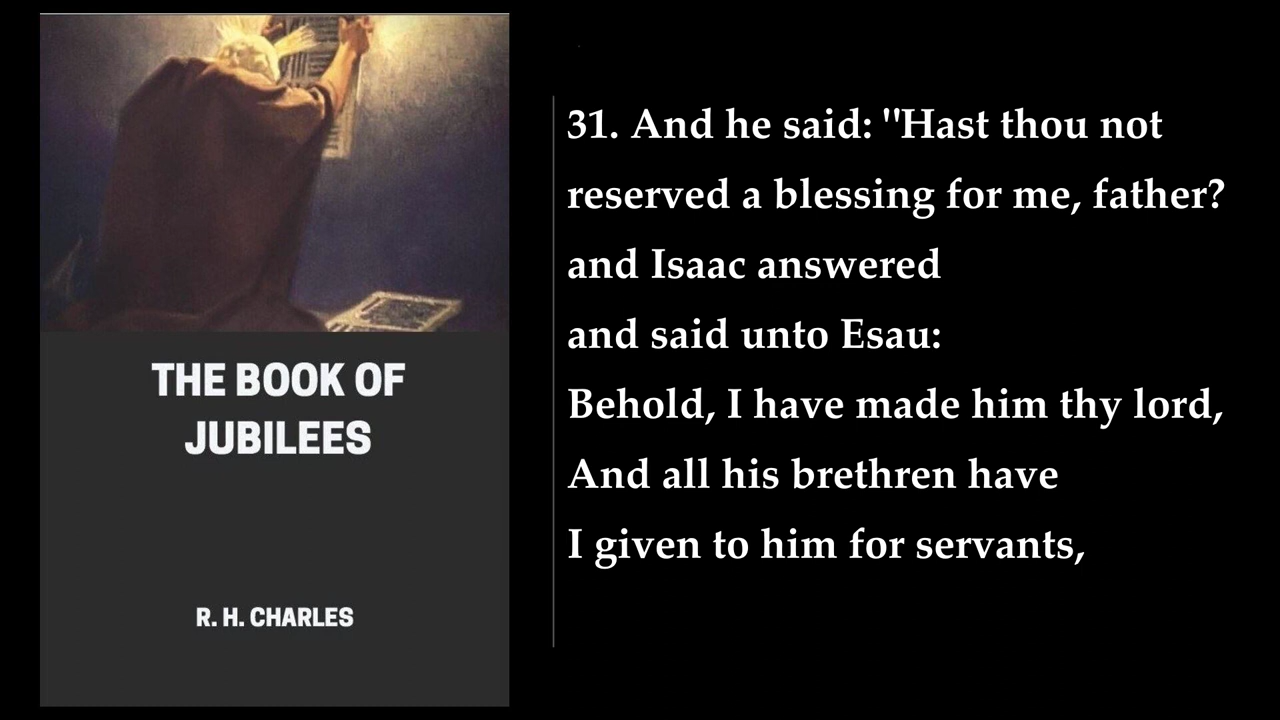 THE BOOK OF
JUBILEES
R. H. CHARLES
31. And he said: "Hast thou not
reserved a blessing for me, father?
and Isaac answered
and said unto Esau:
Behold, I have made him thy lord,
And all his brethren have
I given to him for servants,